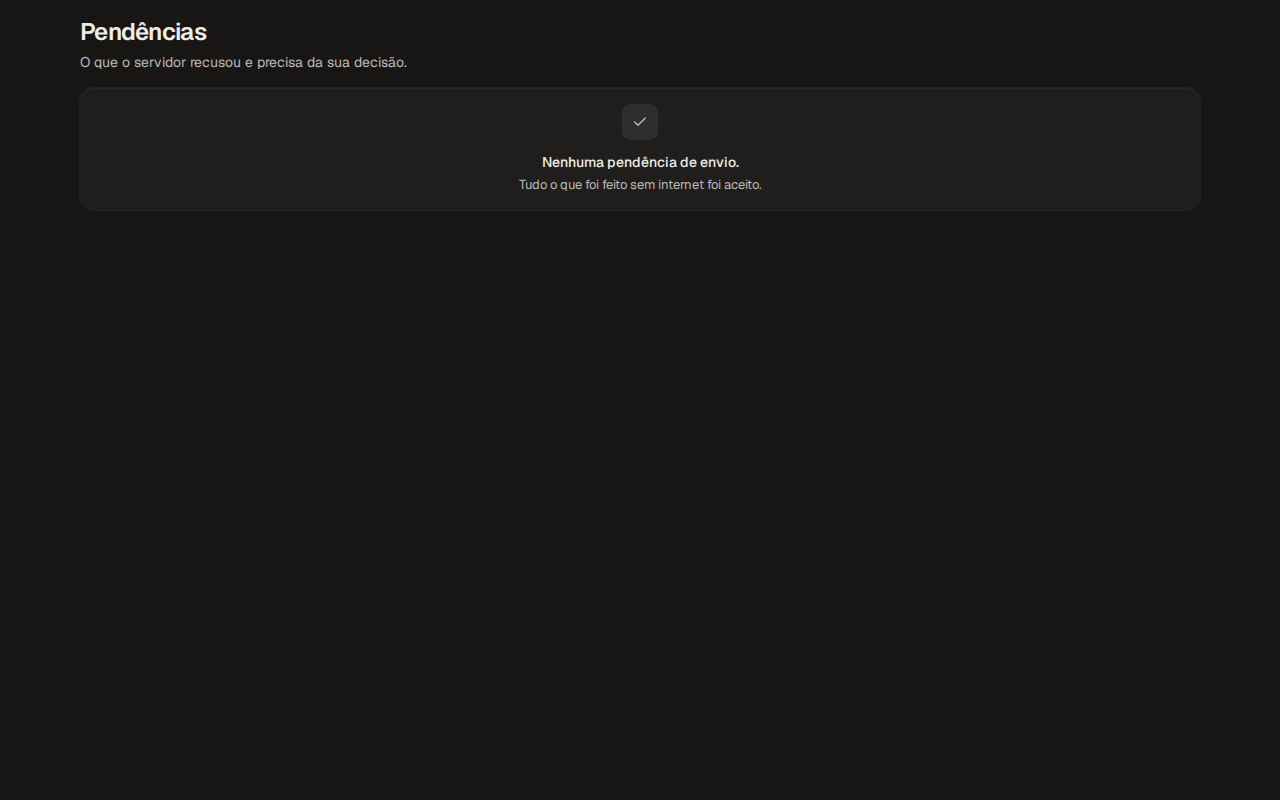 Pendências
O que o servidor recusou e precisa da sua decisão.
Nenhuma pendência de envio.
Tudo o que foi feito sem internet foi aceito.